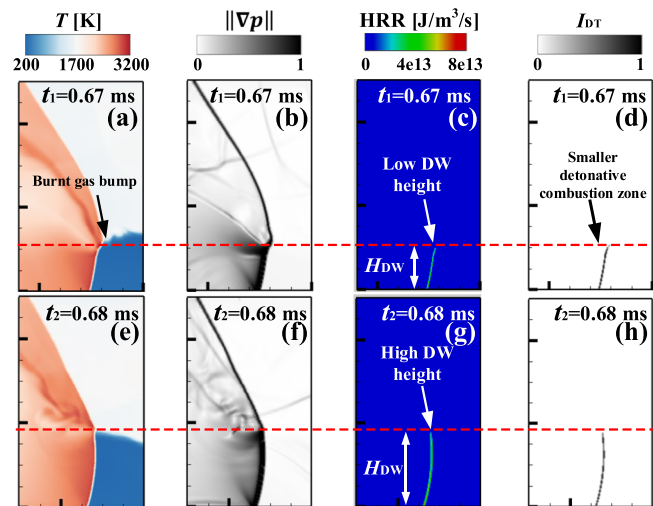 T [K]
200 1700 3200
||∇p||
0 1
HRR [J/m³/s]
0 4e13 8e13
I_DT
0 1
t₁=0.67 ms
(a)
Burnt gas bump
t₁=0.67 ms
(b)
t₁=0.67 ms
(c)
Low DW
height
H_DW
t₁=0.67 ms
(d)
Smaller
detonative
combustion zone
t₂=0.68 ms
(e)
t₂=0.68 ms
(f)
t₂=0.68 ms
(g)
High DW
height
H_DW
t₂=0.68 ms
(h)